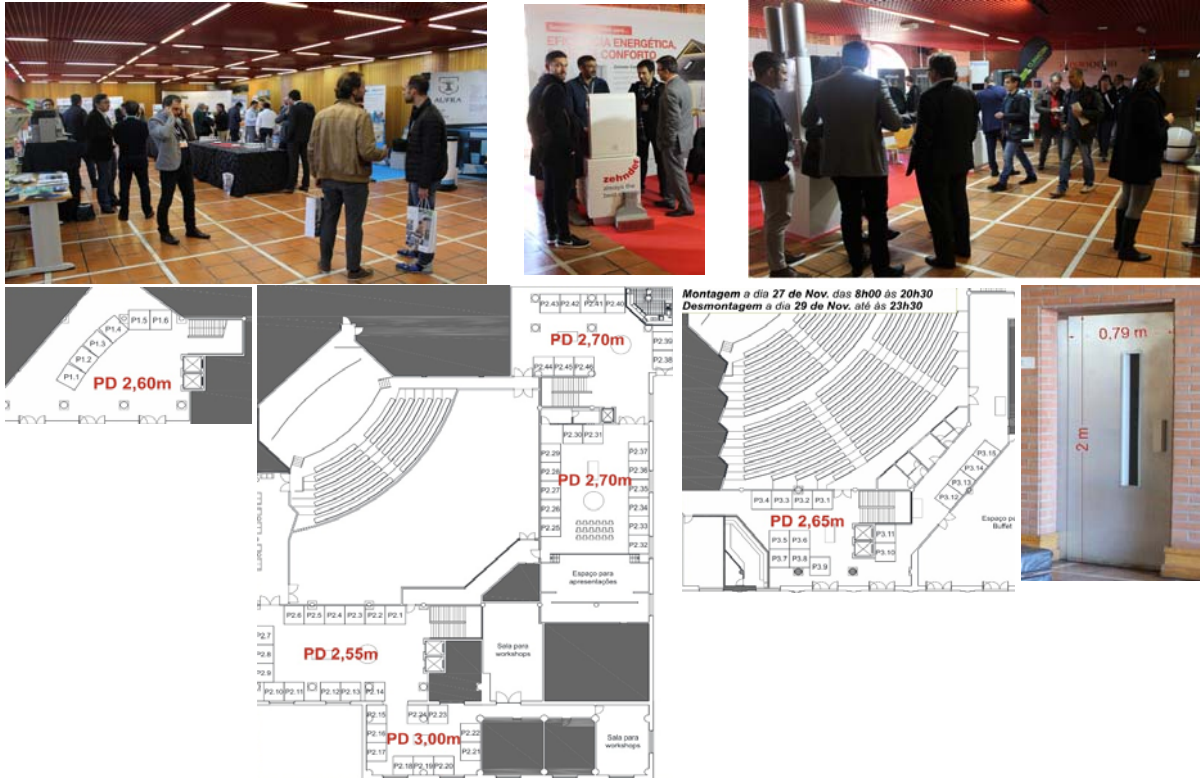 AUFRA
EFICIÊNCIA ENERGÉTICA,
CONFORTO
zehnder
always the
Montagem a dia 27 de Nov. das 8h00 às 20h30
Desmontagem a dia 29 de Nov. até às 23h30
P1.5 P1.6
P1.4
P1.3
P1.2
P1.1
PD 2,60m
P2.43 P2.42 P2.41 P2.40
PD 2,70m
P2.39
P2.38
P2.44 P2.45 P2.46
P2.30 P2.31
P2.29
P2.28
P2.27
P2.26
P2.25
P2.37
P2.36
P2.35
P2.34
P2.33
P2.32
PD 2,70m
Espaço para
apresentações
P2.6 P2.5 P2.4 P2.3 P2.2 P2.1
P2.7
P2.8
P2.9
PD 2,55m
P2.10 P2.11 P2.12 P2.13 P2.14
Sala para
workshops
P2.15
P2.16
P2.17
P2.24 P2.23
PD 3,00m
P2.22
P2.21
P2.18 P2.19 P2.20
Sala para
workshops
P3.15
P3.14
P3.13
P3.12
P3.4 P3.3 P3.2 P3.1
PD 2,65m
P3.5 P3.6
P3.7 P3.8
P3.9
P3.11
P3.10
Espaço
Buffet
0,79 m
2 m